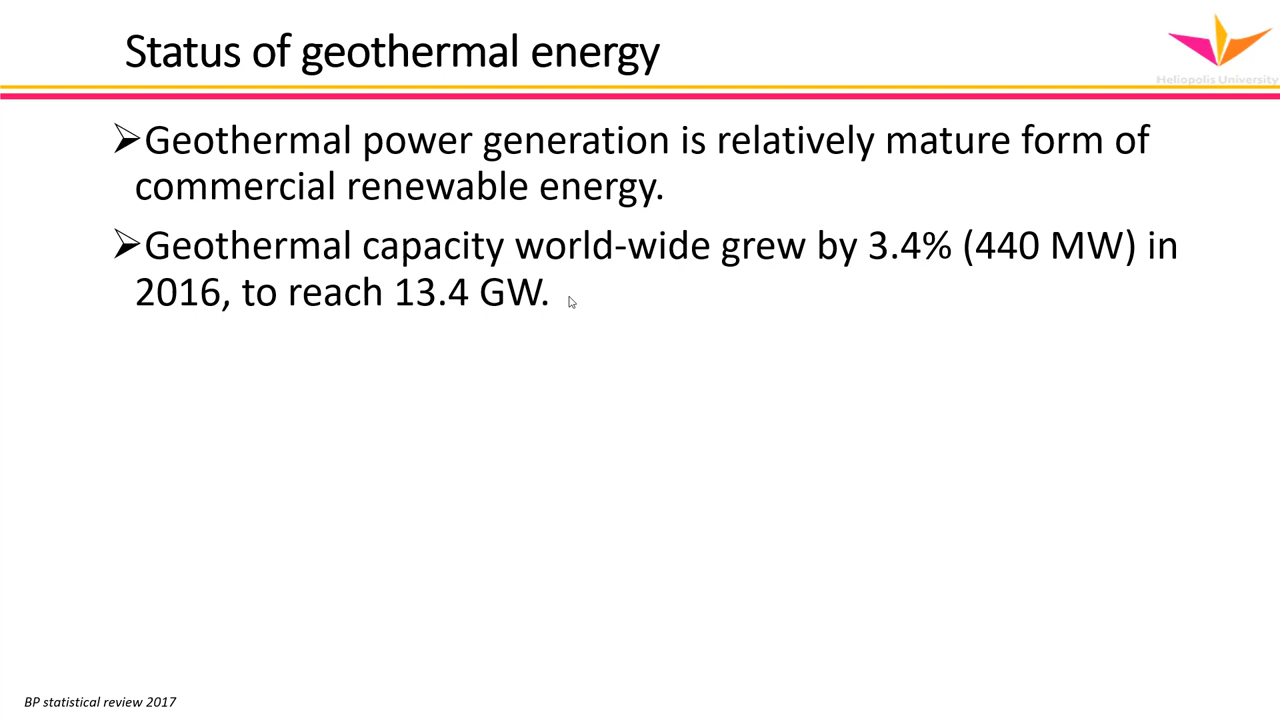 Status of geothermal energy
Heliopolis University
➢Geothermal power generation is relatively mature form of
commercial renewable energy.
➢Geothermal capacity world-wide grew by 3.4% (440 MW) in
2016, to reach 13.4 GW.
BP statistical review 2017